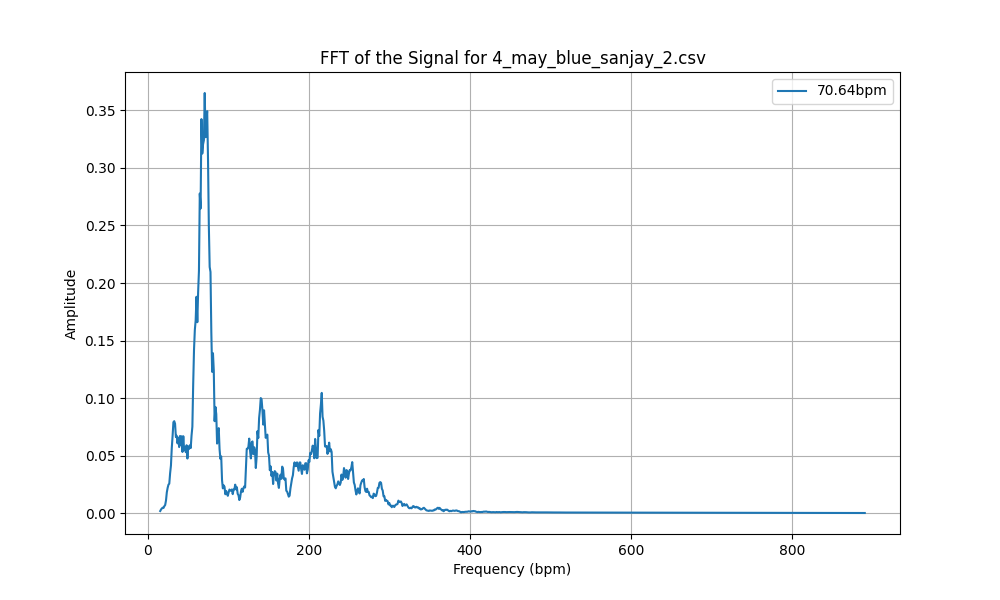 FFT of the Signal for 4_may_blue_sanjay_2.csv
70.64bpm
0.35
0.30
0.25
0.20
0.15
0.10
0.05
0.00
Amplitude
0 200 400 600 800
Frequency (bpm)